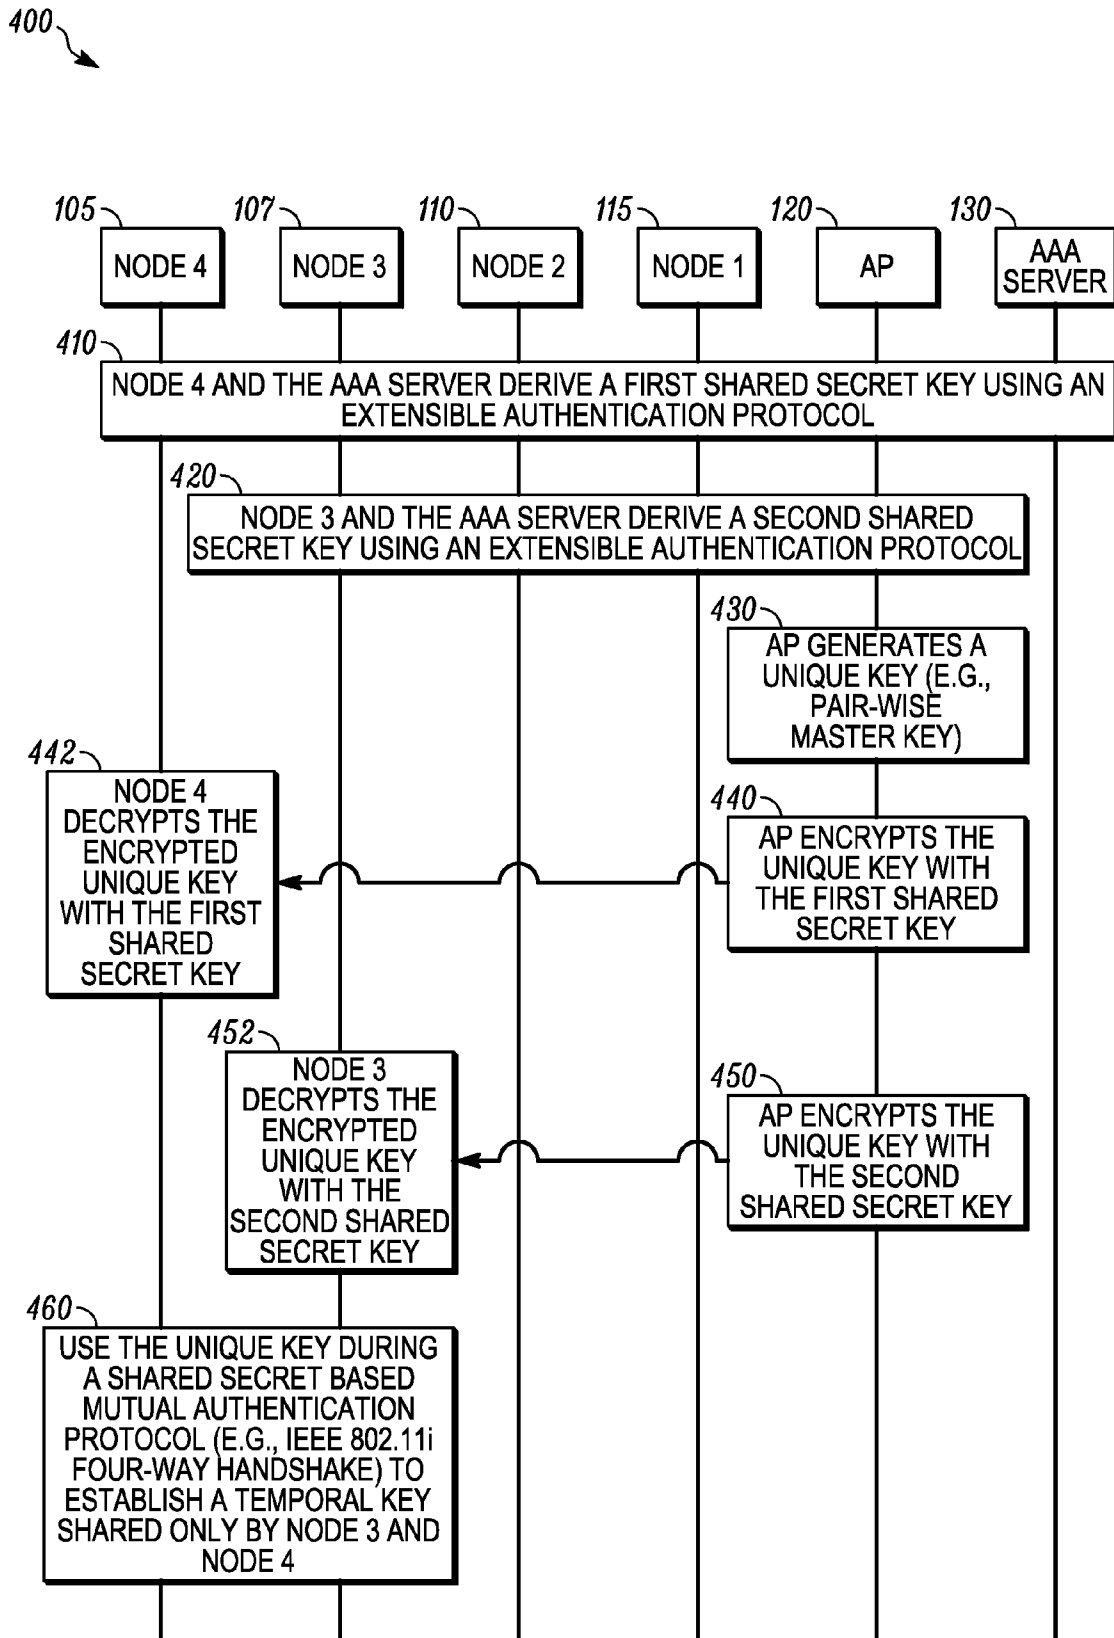 400
105
107
110
115
120
130
NODE 4
NODE 3
NODE 2
NODE 1
AP
AAA
SERVER
410
NODE 4 AND THE AAA SERVER DERIVE A FIRST SHARED SECRET KEY USING AN
EXTENSIBLE AUTHENTICATION PROTOCOL
420
NODE 3 AND THE AAA SERVER DERIVE A SECOND SHARED
SECRET KEY USING AN EXTENSIBLE AUTHENTICATION PROTOCOL
430
AP GENERATES A
UNIQUE KEY (E.G.,
PAIR-WISE
MASTER KEY)
442
NODE 4
DECRYPTS THE
ENCRYPTED
UNIQUE KEY
WITH THE FIRST
SHARED
SECRET KEY
440
AP ENCRYPTS THE
UNIQUE KEY WITH
THE FIRST SHARED
SECRET KEY
452
NODE 3
DECRYPTS THE
ENCRYPTED
UNIQUE KEY
WITH THE
SECOND SHARED
SECRET KEY
450
AP ENCRYPTS THE
UNIQUE KEY WITH
THE SECOND
SHARED SECRET KEY
460
USE THE UNIQUE KEY DURING
A SHARED SECRET BASED
MUTUAL AUTHENTICATION
PROTOCOL (E.G., IEEE 802.11i
FOUR-WAY HANDSHAKE) TO
ESTABLISH A TEMPORAL KEY
SHARED ONLY BY NODE 3 AND
NODE 4